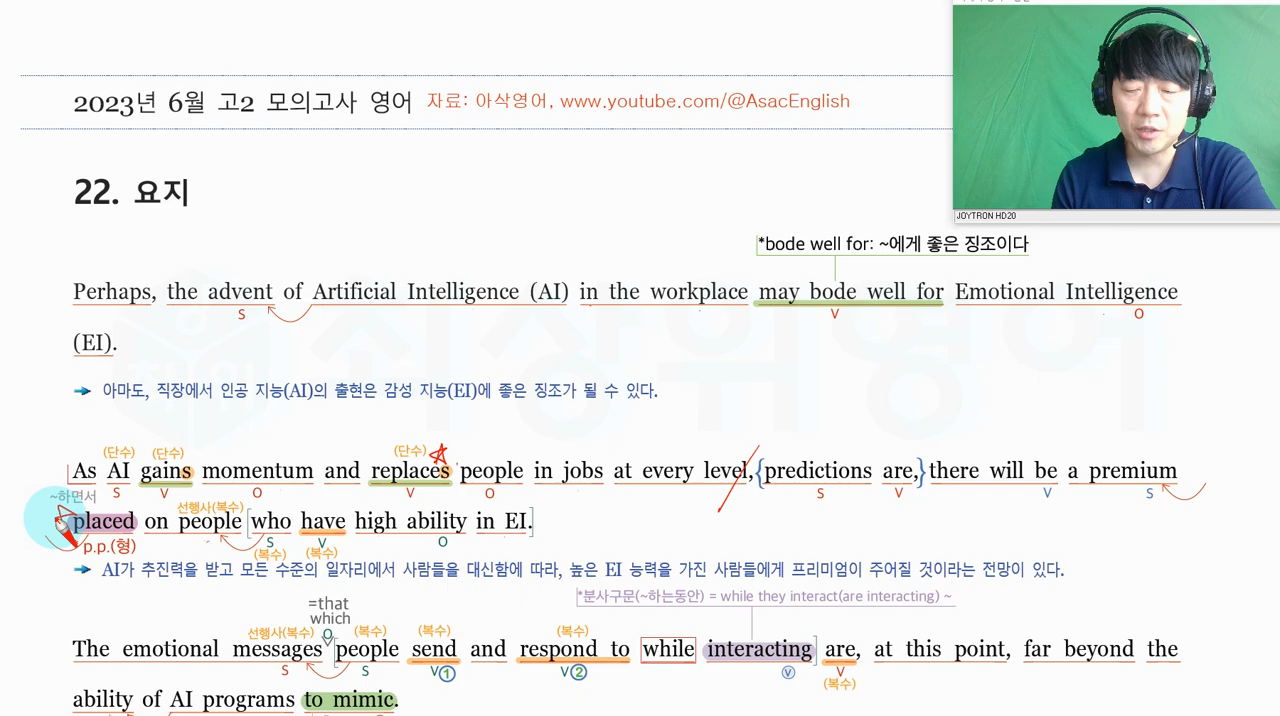 2023년 6월 고2 모의고사 영어 자료: 아삭영어, www.youtube.com/@AsacEnglish
JOYTRON HD20
22. 요지
*bode well for: ~에게 좋은 징조이다
Perhaps, the advent of Artificial Intelligence (AI) in the workplace may bode well for Emotional Intelligence
S V O
(EI).
아마도, 직장에서 인공 지능(AI)의 출현은 감성 지능(EI)에 좋은 징조가 될 수 있다.
(단수) (단수) (단수)
As AI gains momentum and replaces people in jobs at every level, {predictions are,} there will be a premium
S V O V O S V V S
~하면서 선행사(복수)
placed on people [who have high ability in EI.]
p.p.(형) S V O
(복수) (복수)
AI가 추진력을 받고 모든 수준의 일자리에서 사람들을 대신함에 따라, 높은 EI 능력을 가진 사람들에게 프리미엄이 주어질 것이라는 전망이 있다.
*분사구문(~하는동안) = while they interact(are interacting) ~
=that
which
선행사(복수) O (복수) (복수) (복수)
The emotional messages [people send and respond to while interacting] are, at this point, far beyond the
S S V① V② ⓥ V
(복수)
ability of AI programs to mimic.